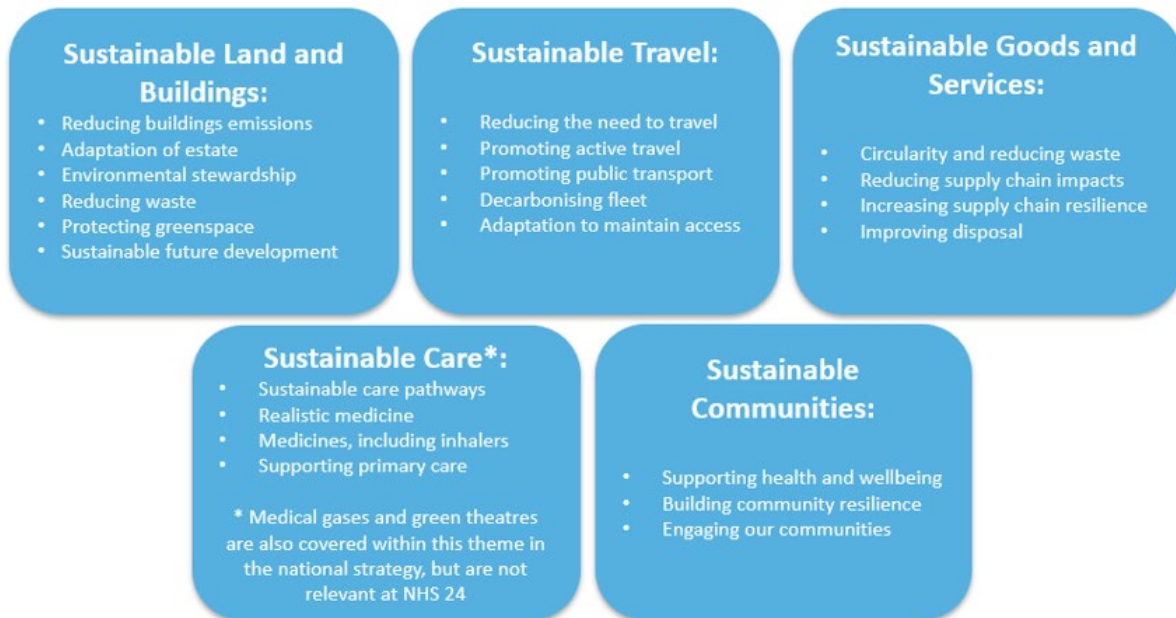 Sustainable Land and
Buildings:
• Reducing buildings emissions
• Adaptation of estate
• Environmental stewardship
• Reducing waste
• Protecting greenspace
• Sustainable future development
Sustainable Travel:
• Reducing the need to travel
• Promoting active travel
• Promoting public transport
• Decarbonising fleet
• Adaptation to maintain access
Sustainable Goods and
Services:
• Circularity and reducing waste
• Reducing supply chain impacts
• Increasing supply chain resilience
• Improving disposal
Sustainable Care*:
• Sustainable care pathways
• Realistic medicine
• Medicines, including inhalers
• Supporting primary care
* Medical gases and green theatres
are also covered within this theme in
the national strategy, but are not
relevant at NHS 24
Sustainable
Communities:
• Supporting health and wellbeing
• Building community resilience
• Engaging our communities